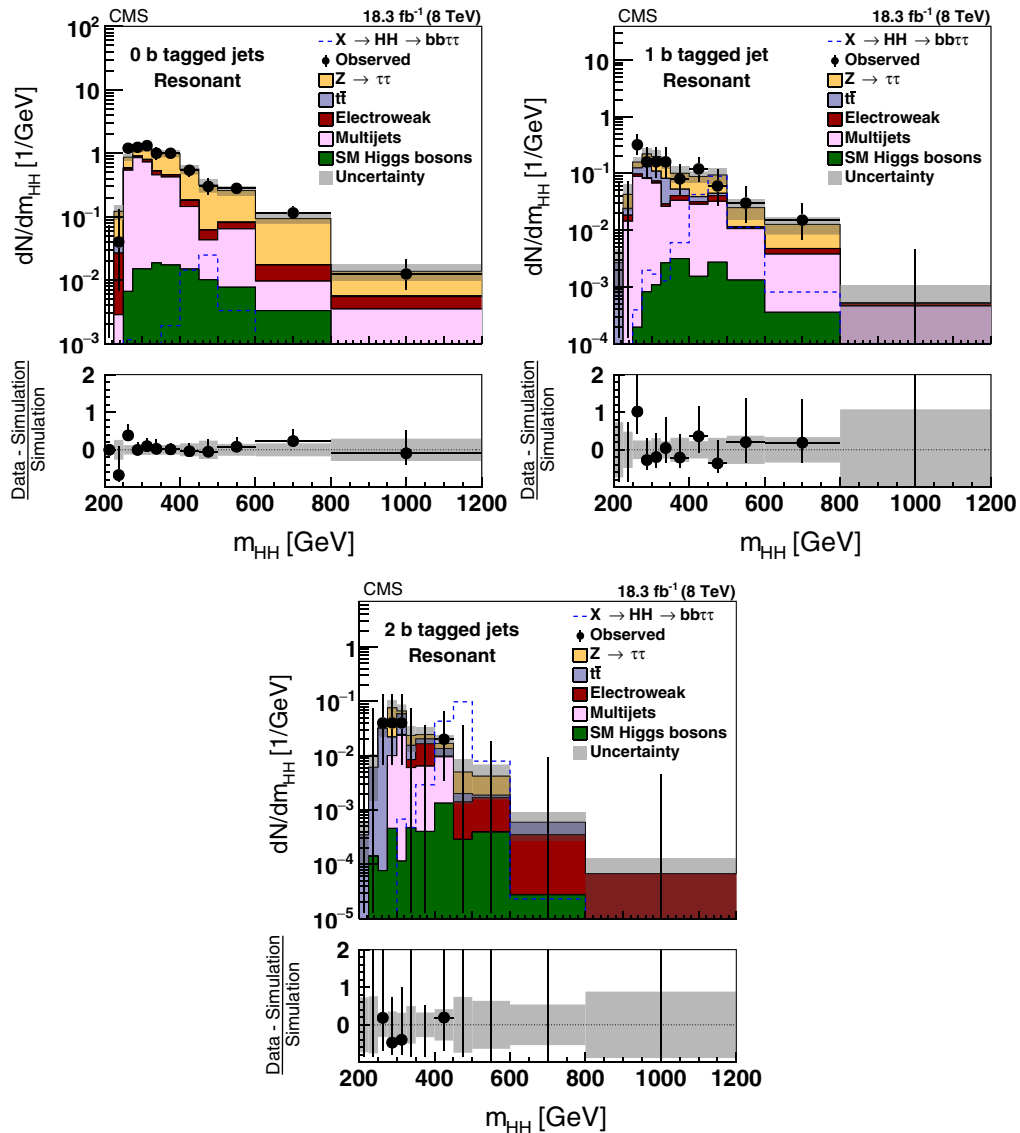 CMS 18.3 fb⁻¹ (8 TeV)
0 b tagged jets
Resonant
X → HH → bbττ
Observed
Z → ττ
tt̄
Electroweak
Multijets
SM Higgs bosons
Uncertainty
dN/dm_HH [1/GeV]
10²
10
1
10⁻¹
10⁻²
10⁻³
Data - Simulation
Simulation
2
1
0
200 400 600 800 1000 1200
m_HH [GeV]
CMS 18.3 fb⁻¹ (8 TeV)
1 b tagged jet
Resonant
X → HH → bbττ
Observed
Z → ττ
tt̄
Electroweak
Multijets
SM Higgs bosons
Uncertainty
dN/dm_HH [1/GeV]
10
1
10⁻¹
10⁻²
10⁻³
10⁻⁴
Data - Simulation
Simulation
2
1
0
200 400 600 800 1000 1200
m_HH [GeV]
CMS 18.3 fb⁻¹ (8 TeV)
2 b tagged jets
Resonant
X → HH → bbττ
Observed
Z → ττ
tt̄
Electroweak
Multijets
SM Higgs bosons
Uncertainty
dN/dm_HH [1/GeV]
1
10⁻¹
10⁻²
10⁻³
10⁻⁴
10⁻⁵
Data - Simulation
Simulation
2
1
0
200 400 600 800 1000 1200
m_HH [GeV]